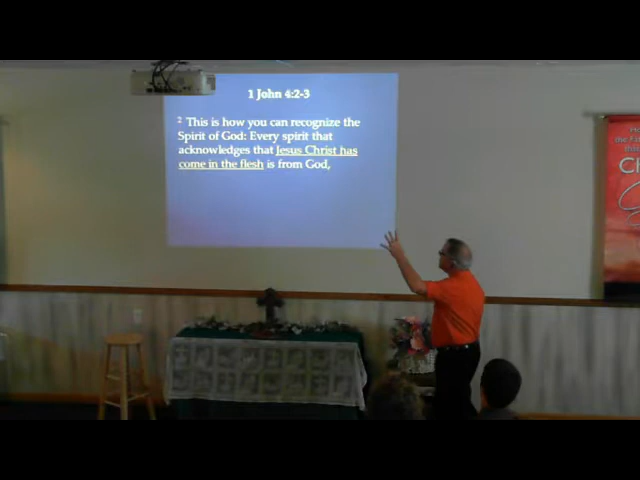 1 John 4:2-3
2 This is how you can recognize the
Spirit of God: Every spirit that
acknowledges that Jesus Christ has
come in the flesh is from God,